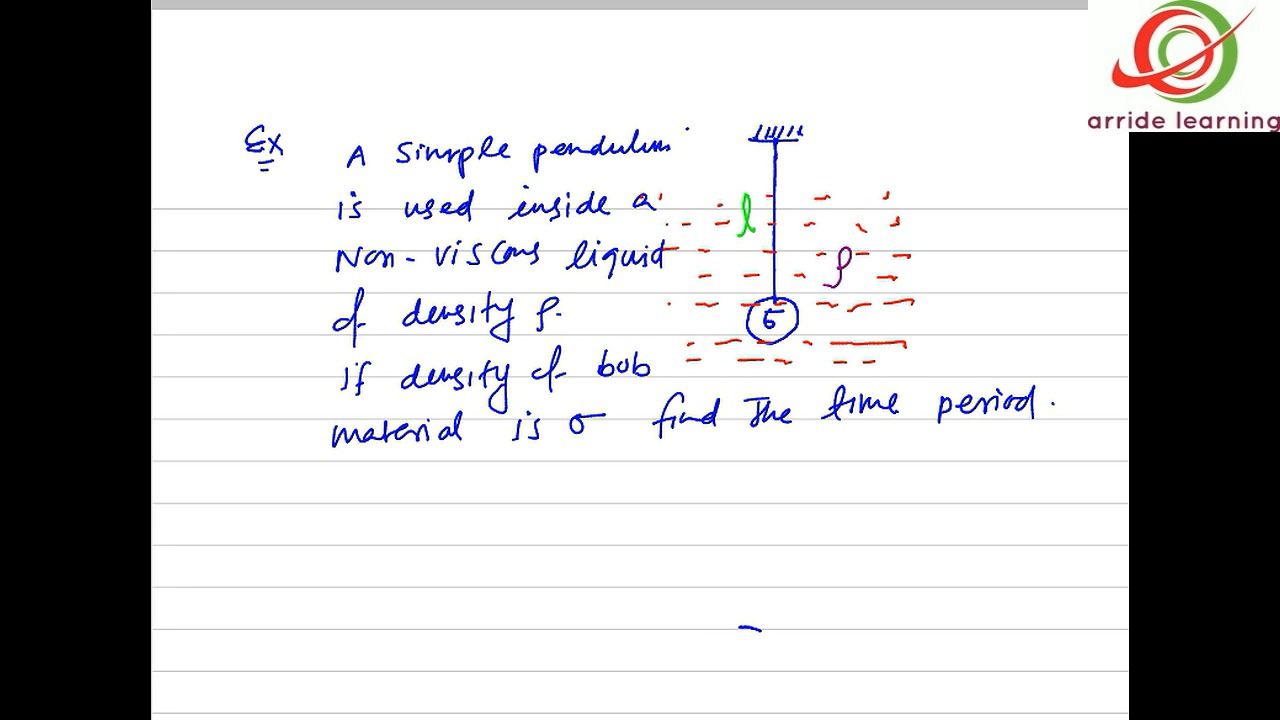 Ex A simple pendulum
is used inside a
Non-viscous liquid
of density ρ.
if density of bob
material is σ find the time period.
l
ρ
σ
arride learning